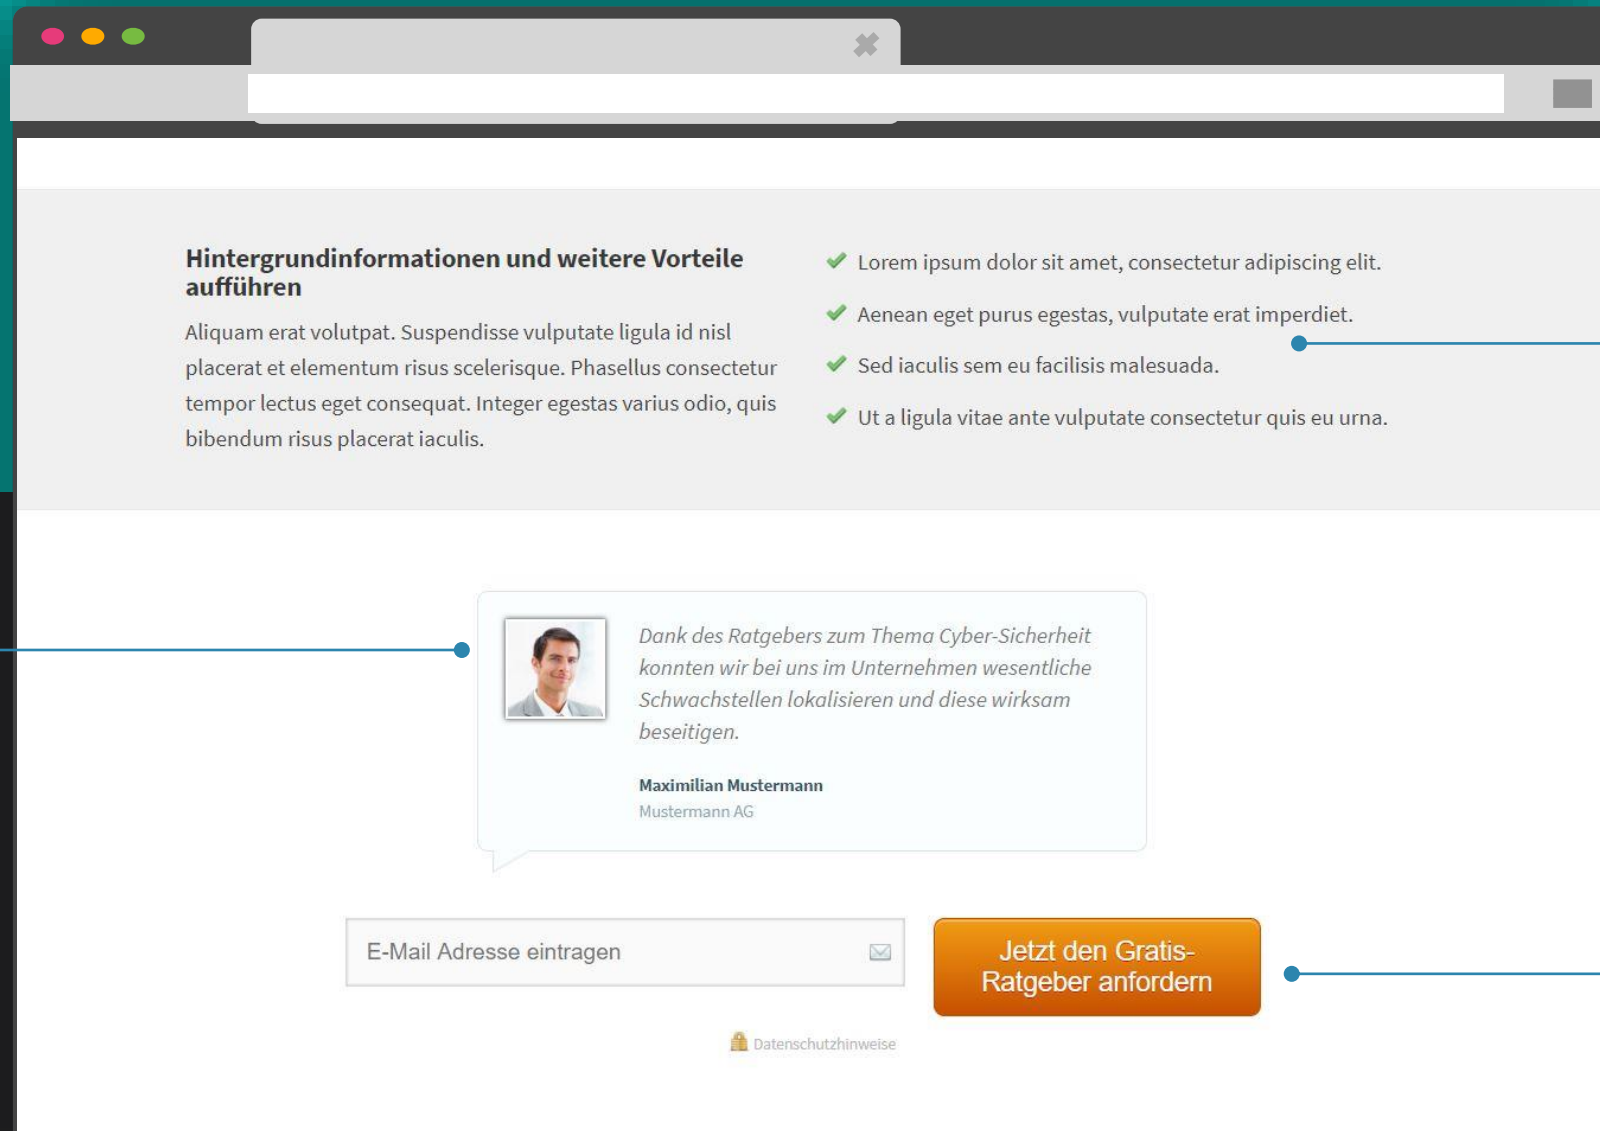 Hintergrundinformationen und weitere Vorteile
aufführen
Aliquam erat volutpat. Suspendisse vulputate ligula id nisl
placerat et elementum risus scelerisque. Phasellus consectetur
tempor lectus eget consequat. Integer egestas varius odio, quis
bibendum risus placerat iaculis.
Lorem ipsum dolor sit amet, consectetur adipiscing elit.
Aenean eget purus egestas, vulputate erat imperdiet.
Sed iaculis sem eu facilisis malesuada.
Ut a ligula vitae ante vulputate consectetur quis eu urna.
Dank des Ratgebers zum Thema Cyber-Sicherheit
konnten wir bei uns im Unternehmen wesentliche
Schwachstellen lokalisieren und diese wirksam
beseitigen.
Maximilian Mustermann
Mustermann AG
E-Mail Adresse eintragen
Jetzt den Gratis-
Ratgeber anfordern
Datenschutzhinweise